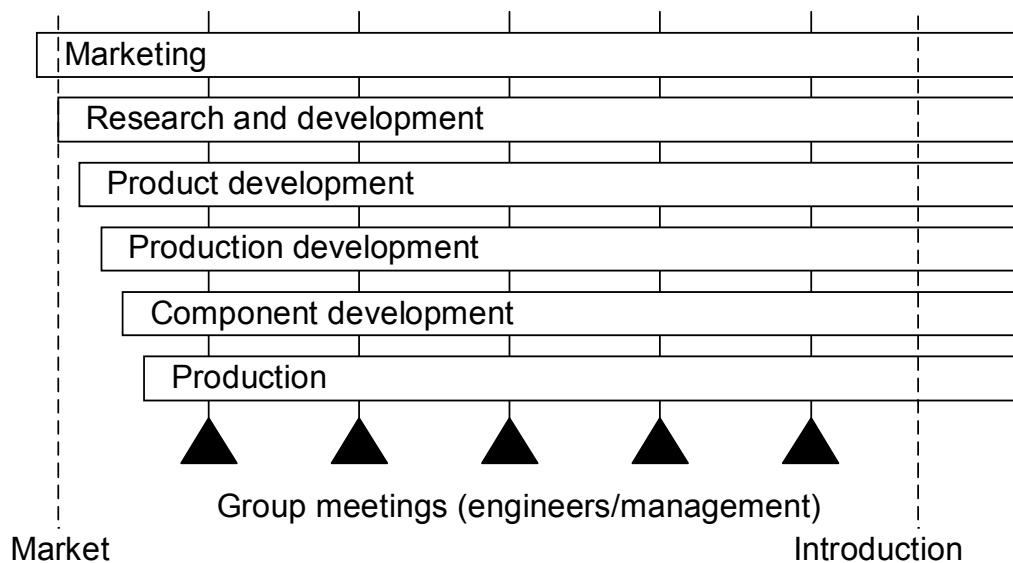 Marketing
Research and development
Product development
Production development
Component development
Production
Group meetings (engineers/management)
Market
Introduction